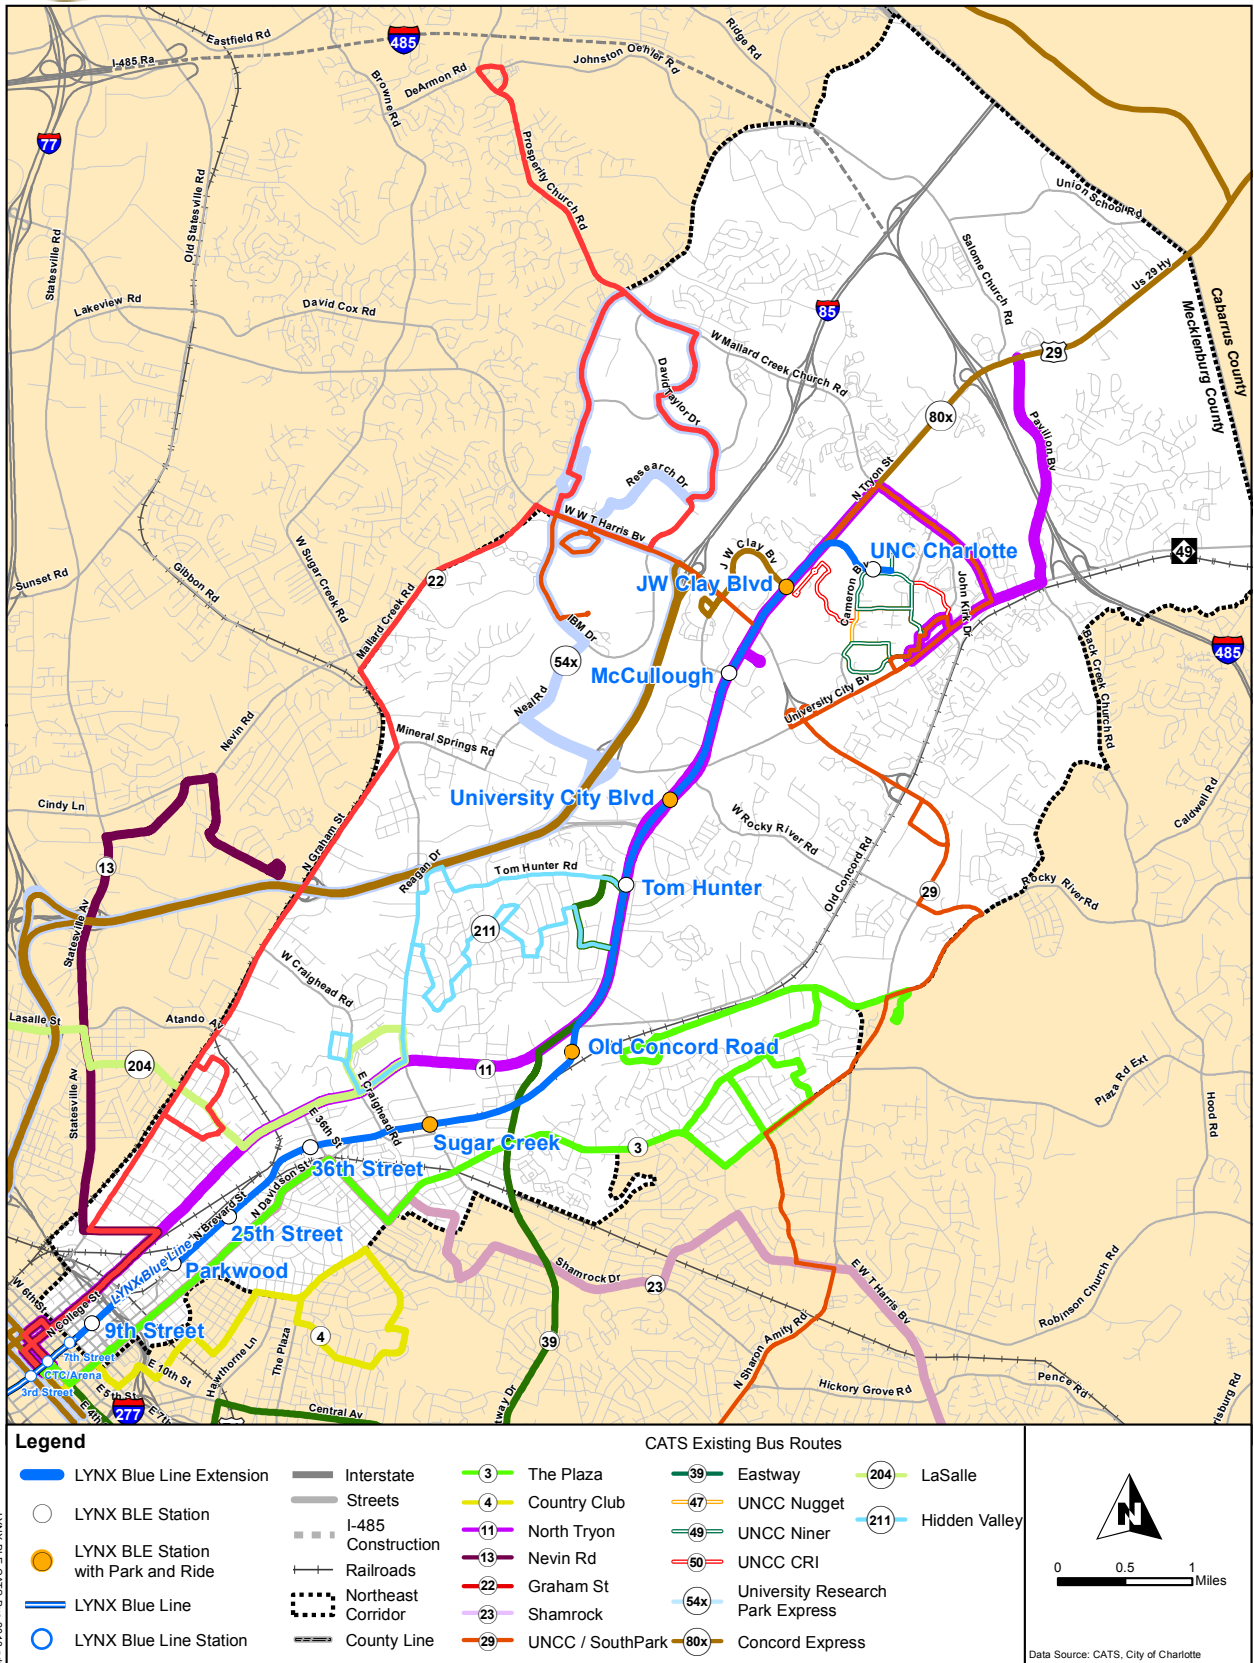 Eastfield Rd
485
I-485 Ra
Ridge Rd
Johnston Oehler Rd
DeArmon Rd
Browne Rd
77
Prosperity Church Rd
Old Statesville Rd
Statesville Rd
Union School Rd
Salome Church Rd
Us 29 Hy
Cabarrus County
Mecklenburg County
Lakeview Rd
David Cox Rd
85
29
W Mallard Creek Church Rd
David Taylor Dr
80x
Pavilion Bv
N Tryon St
Research Dr
W W T Harris Bv
J W Clay Bv
UNC Charlotte
49
W Sugar Creek Rd
Sunset Rd
Gibbon Rd
22
JW Clay Blvd
Cameron Bv
John Kirk Dr
Mallard Creek Rd
IBM Dr
54x
McCullough
Back Creek Church Rd
485
Neal Rd
University City Bv
Nevin Rd
Mineral Springs Rd
University City Blvd
Cindy Ln
W Rocky River Rd
Caldwell Rd
N Graham St
13
Reagan Dr
Tom Hunter Rd
Tom Hunter
Old Concord Rd
29
Rocky River Rd
Statesville Av
211
W Craighead Rd
Lasalle St
Atando Av
Old Concord Road
204
11
E Craighead Rd
Plaza Rd Ext
Hood Rd
Statesville Av
E 36th St
Sugar Creek
3
36th Street
N Davidson St
N Brevard St
25th Street
LYNX Blue Line
Parkwood
Shamrock Dr
23
E W T Harris Bv
Robinson Church Rd
W 6th St
N College St
9th Street
4
39
7th Street
CTC/Arena
3rd Street
E 10th St
Hawthorne Ln
The Plaza
N Sharon Amity Rd
Hickory Grove Rd
Pence Rd
E 5th St
E 4th
277
E 7th
Central Av
tway Dr
risburg Rd
Legend
LYNX Blue Line Extension
LYNX BLE Station
LYNX BLE Station
with Park and Ride
LYNX Blue Line
LYNX Blue Line Station
Interstate
Streets
I-485
Construction
Railroads
Northeast
Corridor
County Line
CATS Existing Bus Routes
3 The Plaza
4 Country Club
11 North Tryon
13 Nevin Rd
22 Graham St
23 Shamrock
29 UNCC / SouthPark
39 Eastway
47 UNCC Nugget
49 UNCC Niner
50 UNCC CRI
54x University Research
Park Express
80x Concord Express
204 LaSalle
211 Hidden Valley
N
0 0.5 1
Miles
Data Source: CATS, City of Charlotte